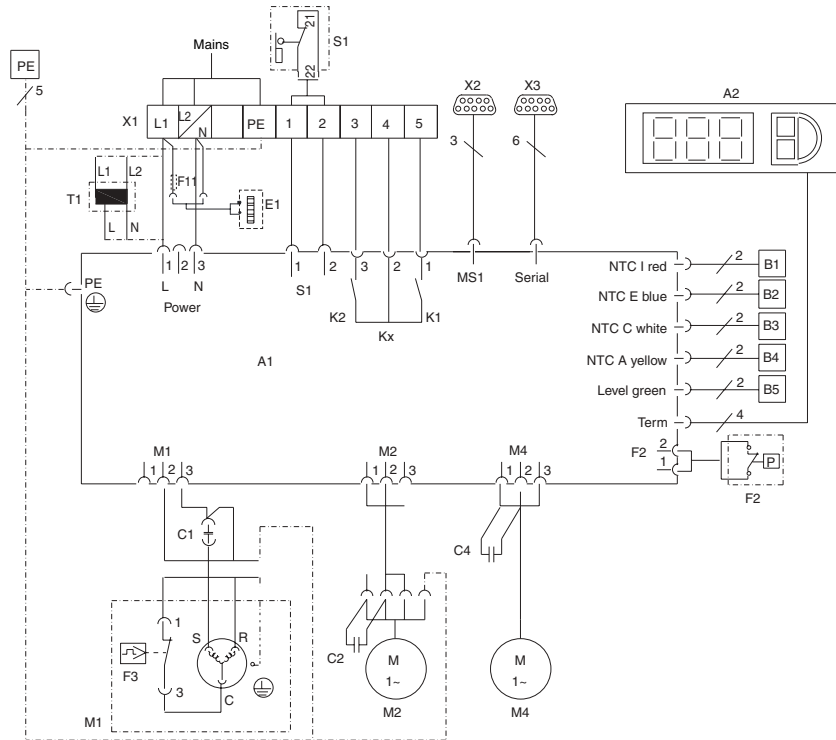 21
S1
22
Mains
PE
5
X2
X3
A2
X1
L1
L2
N
PE
1
2
3
4
5
3
6
L1
L2
T1
L
N
F11
E1
1 2 3
L N
Power
1 2
S1
3 2 1
K2
K1
Kx
MS1
Serial
PE
A1
NTC I red
2
B1
NTC E blue
2
B2
NTC C white
2
B3
NTC A yellow
2
B4
Level green
2
B5
Term
4
F2
2
1
P
F2
M1
1 2 3
M2
1 2 3
M4
1 2 3
C1
C4
C2
1
S
R
F3
3
C
M1
M
1~
M2
M
1~
M4